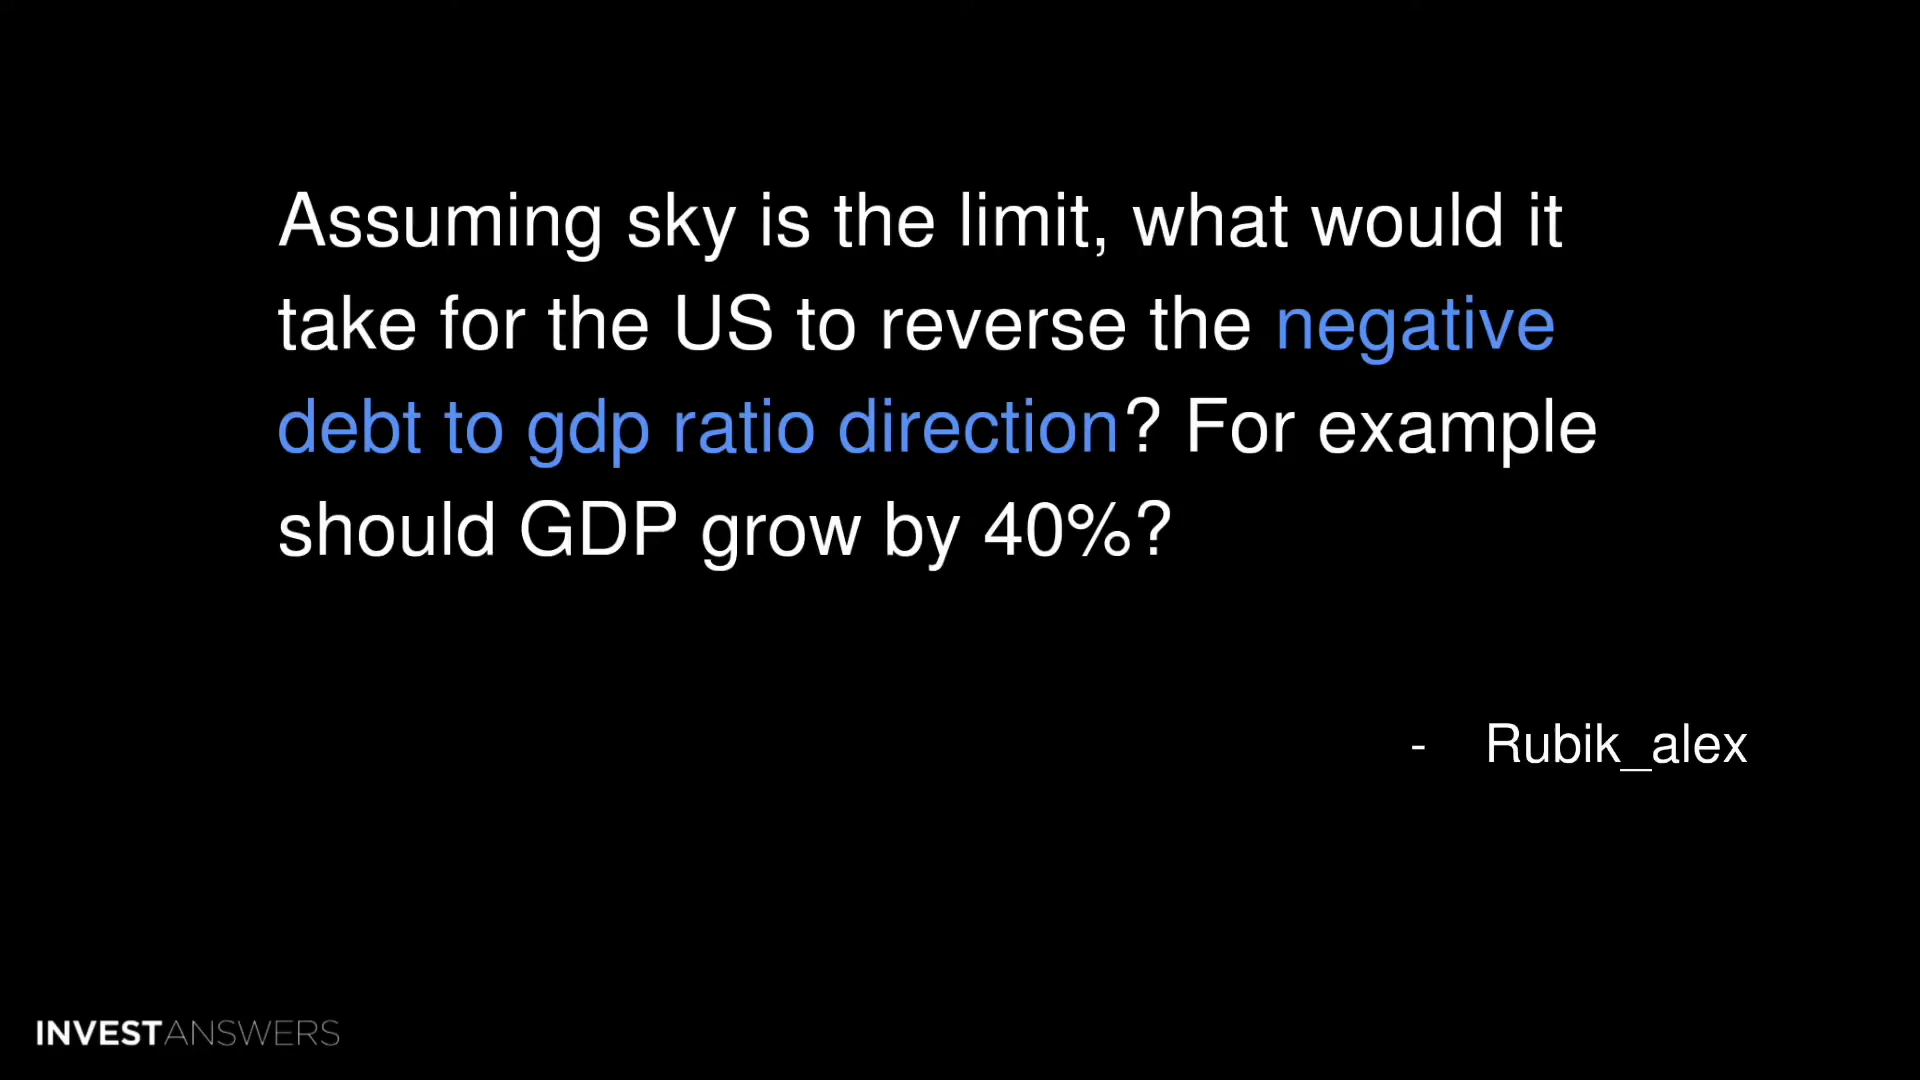 Assuming sky is the limit, what would it
take for the US to reverse the negative
debt to gdp ratio direction? For example
should GDP grow by 40%?
- Rubik_alex
INVESTANSWERS